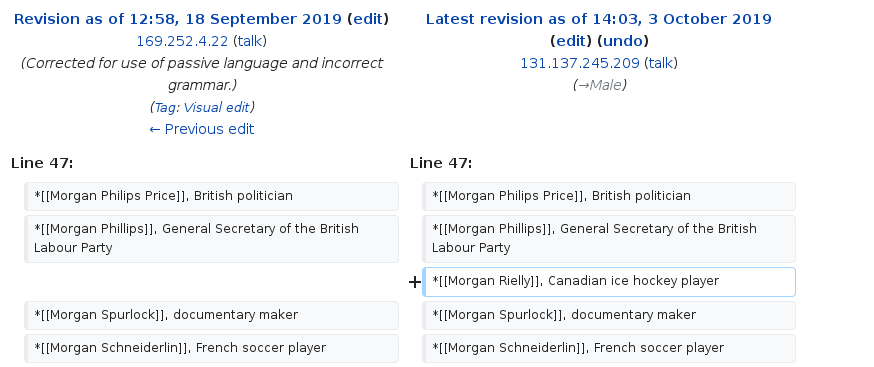 Revision as of 12:58, 18 September 2019 (edit)
169.252.4.22 (talk)
(Corrected for use of passive language and incorrect
grammar.)
(Tag: Visual edit)
← Previous edit
Latest revision as of 14:03, 3 October 2019
(edit) (undo)
131.137.245.209 (talk)
(→Male)
Line 47:
*[[Morgan Philips Price]], British politician
*[[Morgan Phillips]], General Secretary of the British
Labour Party
*[[Morgan Spurlock]], documentary maker
*[[Morgan Schneiderlin]], French soccer player
Line 47:
*[[Morgan Philips Price]], British politician
*[[Morgan Phillips]], General Secretary of the British
Labour Party
+ *[[Morgan Rielly]], Canadian ice hockey player
*[[Morgan Spurlock]], documentary maker
*[[Morgan Schneiderlin]], French soccer player